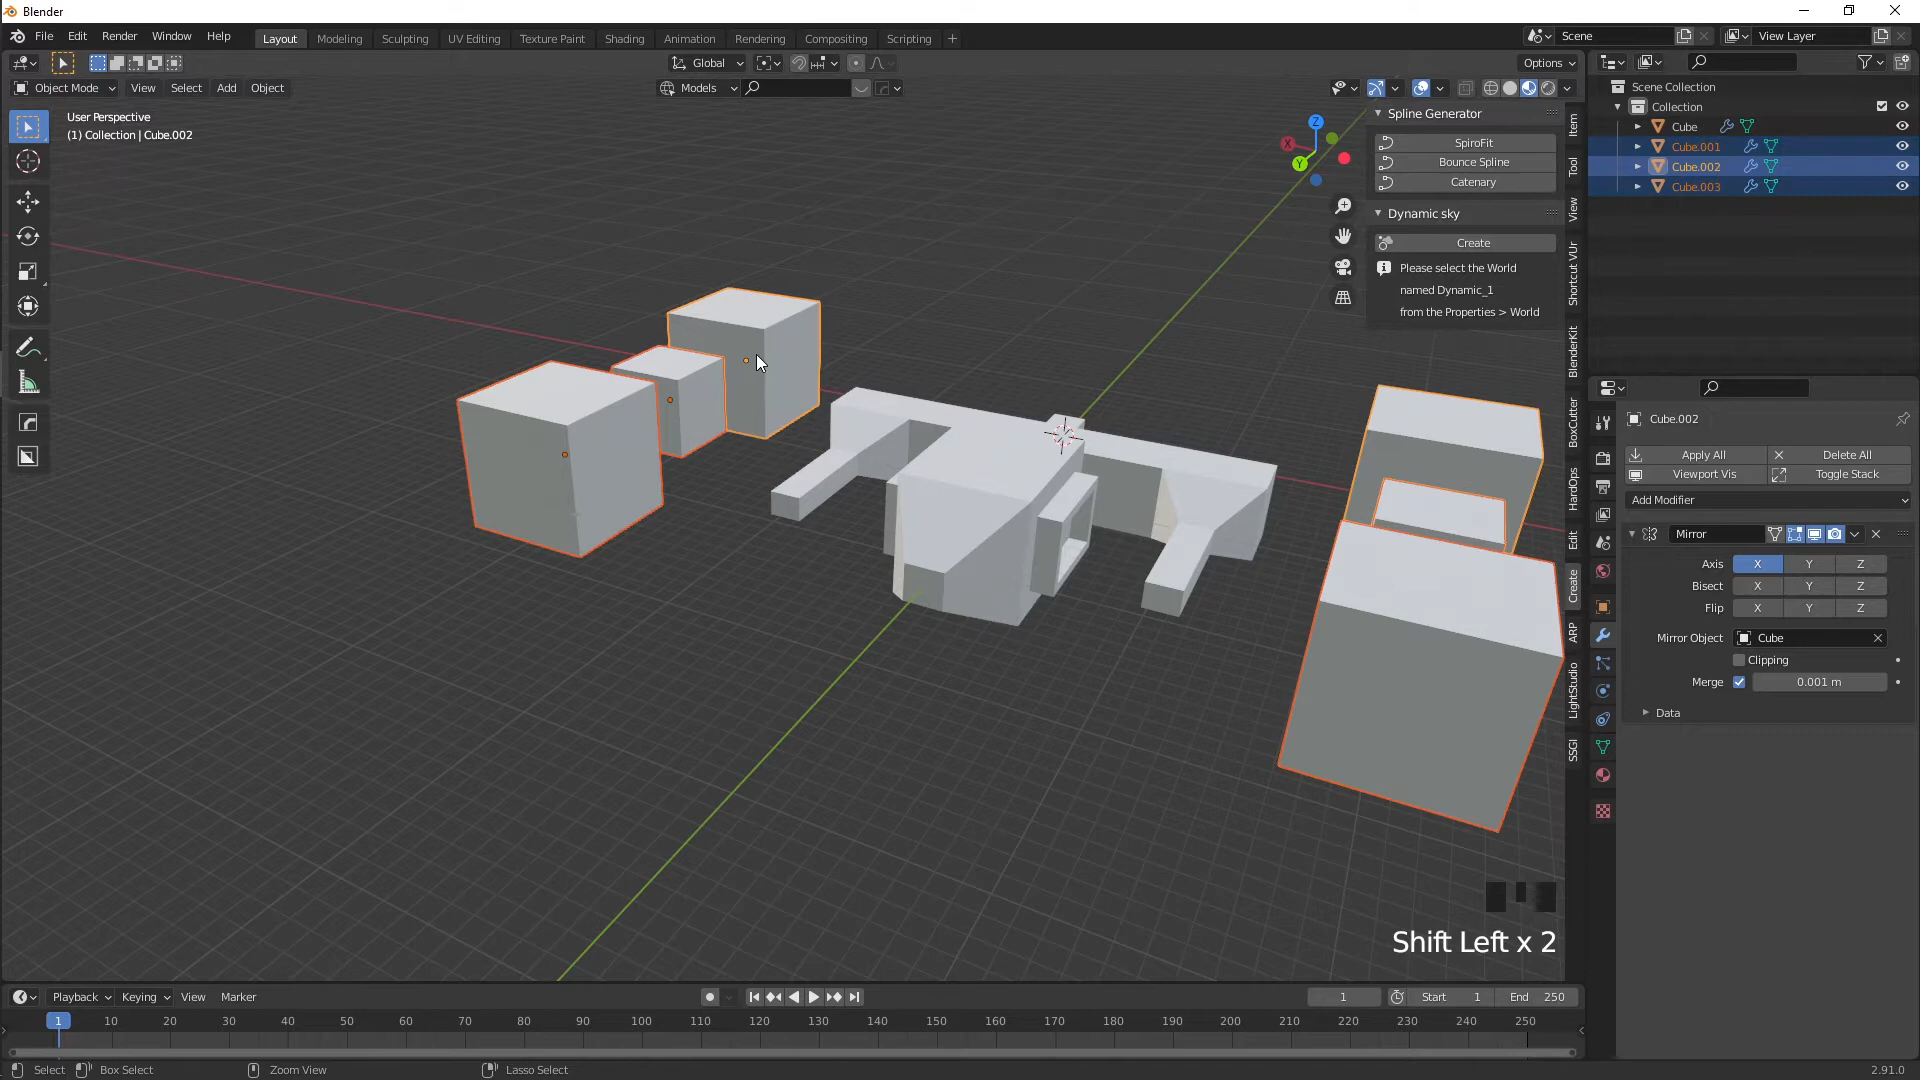 Blender
File Edit Render Window Help
Layout Modeling Sculpting UV Editing Texture Paint Shading Animation Rendering Compositing Scripting +
Scene
View Layer
Global
Options
Object Mode View Select Add Object
Models
User Perspective
(1) Collection | Cube.002
Z
X
Y
Spline Generator
SpiroFit
Bounce Spline
Catenary
Dynamic sky
Create
Please select the World
named Dynamic_1
from the Properties > World
Item
Tool
View
Shortcut VUr
BlenderKit
BoxCutter
HardOps
Edit
Create
ARP
LightStudio
SSGI
Scene Collection
Collection
Cube
Cube.001
Cube.002
Cube.003
Cube.002
Apply All
Delete All
Viewport Vis
Toggle Stack
Add Modifier
Mirror
Axis X Y Z
Bisect X Y Z
Flip X Y Z
Mirror Object Cube
Clipping
Merge 0.001 m
Data
Shift Left x 2
Playback Keying View Marker
1
Start 1
End 250
1 10 20 30 40 50 60 70 80 90 100 110 120 130 140 150 160 170 180 190 200 210 220 230 240 250
Select
Box Select
Zoom View
Lasso Select
2.91.0